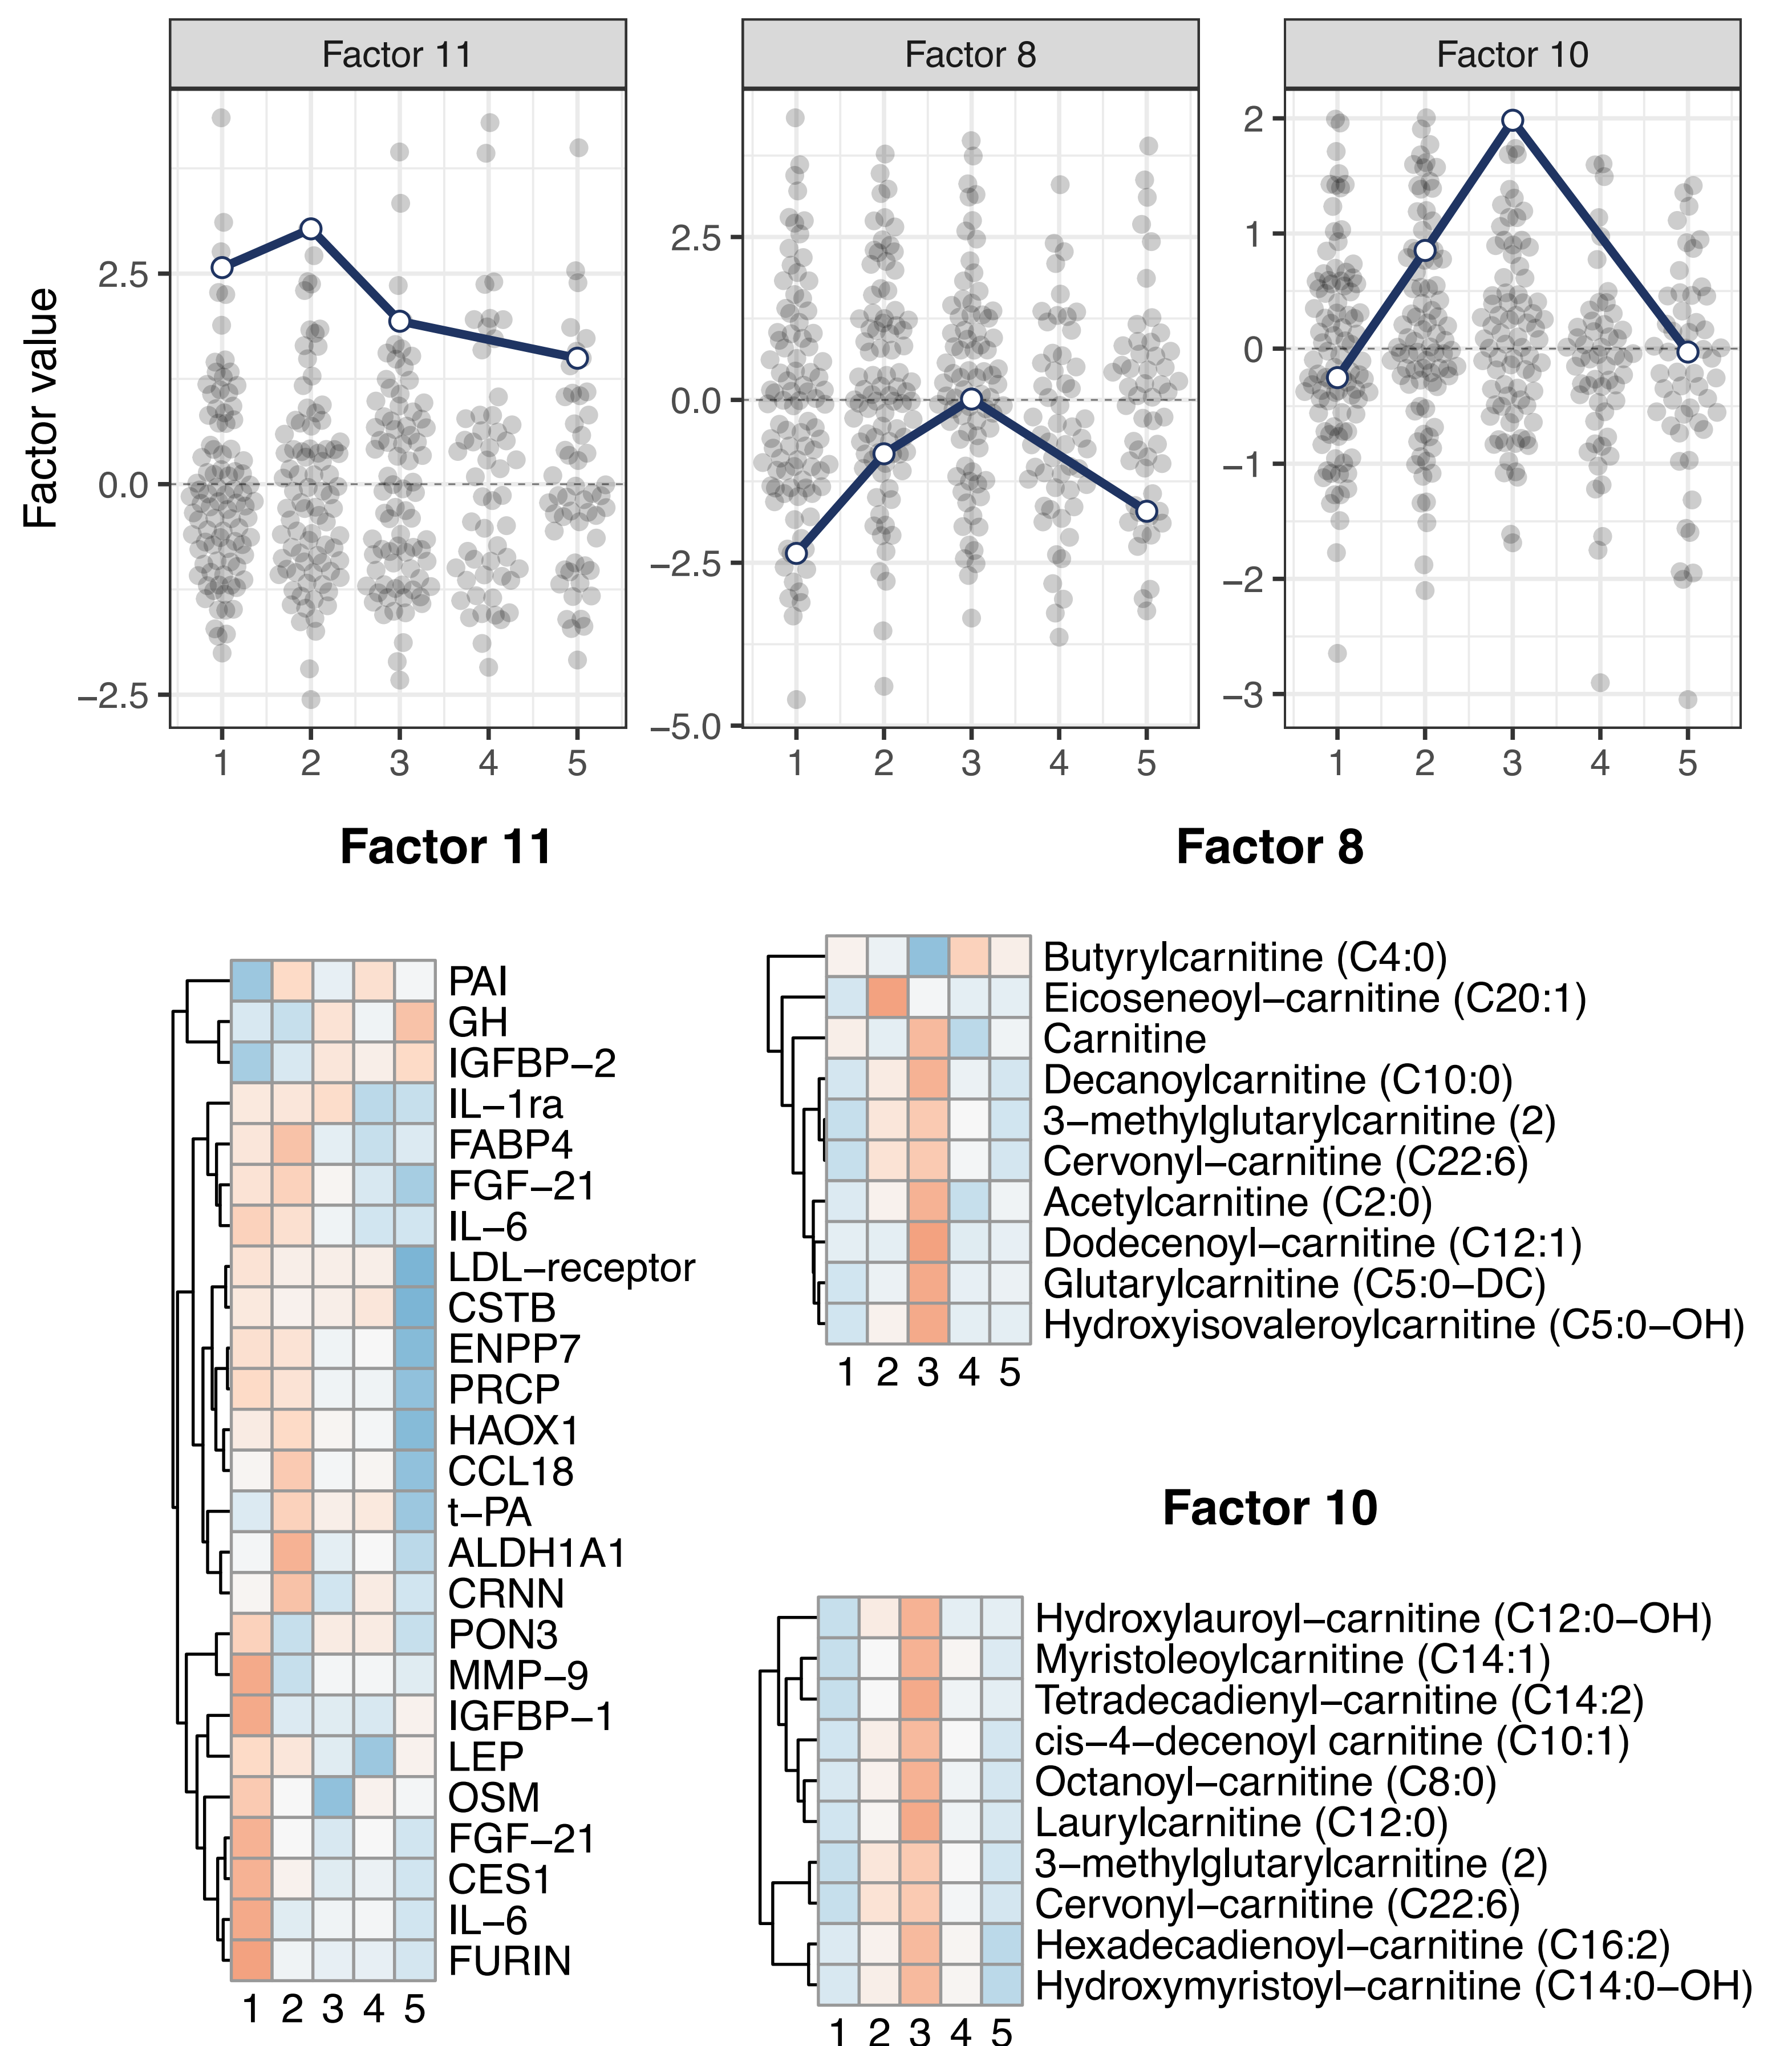 Factor 11
Factor 8
Factor 10
Factor value
2.5
0.0
−2.5
1 2 3 4 5
2.5
0.0
−2.5
−5.0
1 2 3 4 5
2
1
0
−1
−2
−3
1 2 3 4 5
Factor 11
PAI
GH
IGFBP−2
IL−1ra
FABP4
FGF−21
IL−6
LDL−receptor
CSTB
ENPP7
PRCP
HAOX1
CCL18
t−PA
ALDH1A1
CRNN
PON3
MMP−9
IGFBP−1
LEP
OSM
FGF−21
CES1
IL−6
FURIN
1 2 3 4 5
Factor 8
Butyrylcarnitine (C4:0)
Eicoseneoyl−carnitine (C20:1)
Carnitine
Decanoylcarnitine (C10:0)
3−methylglutarylcarnitine (2)
Cervonyl−carnitine (C22:6)
Acetylcarnitine (C2:0)
Dodecenoyl−carnitine (C12:1)
Glutarylcarnitine (C5:0−DC)
Hydroxyisovaleroylcarnitine (C5:0−OH)
1 2 3 4 5
Factor 10
Hydroxylauroyl−carnitine (C12:0−OH)
Myristoleoylcarnitine (C14:1)
Tetradecadienyl−carnitine (C14:2)
cis−4−decenoyl carnitine (C10:1)
Octanoyl−carnitine (C8:0)
Laurylcarnitine (C12:0)
3−methylglutarylcarnitine (2)
Cervonyl−carnitine (C22:6)
Hexadecadienoyl−carnitine (C16:2)
Hydroxymyristoyl−carnitine (C14:0−OH)
1 2 3 4 5